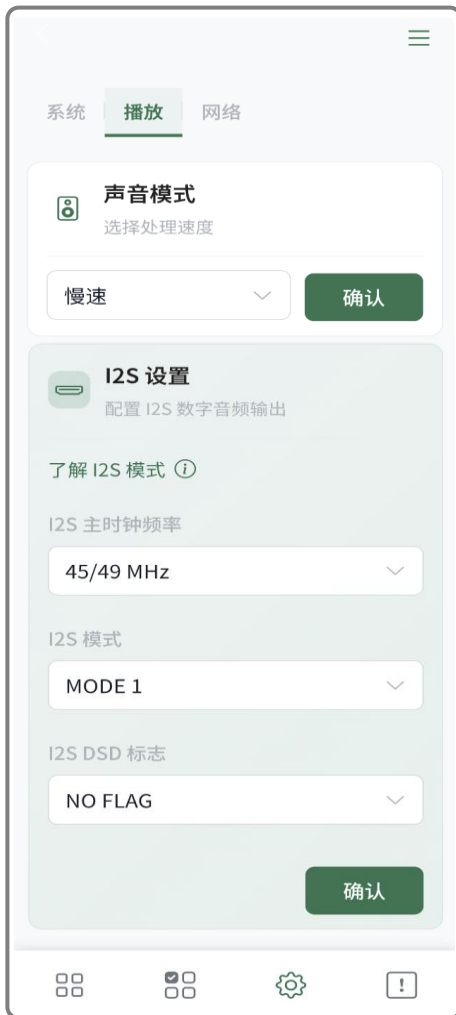 系统 播放 网络
声音模式
选择处理速度
慢速 确认
I2S 设置
配置 I2S 数字音频输出
了解 I2S 模式
I2S 主时钟频率
45/49 MHz
I2S 模式
MODE 1
I2S DSD 标志
NO FLAG
确认